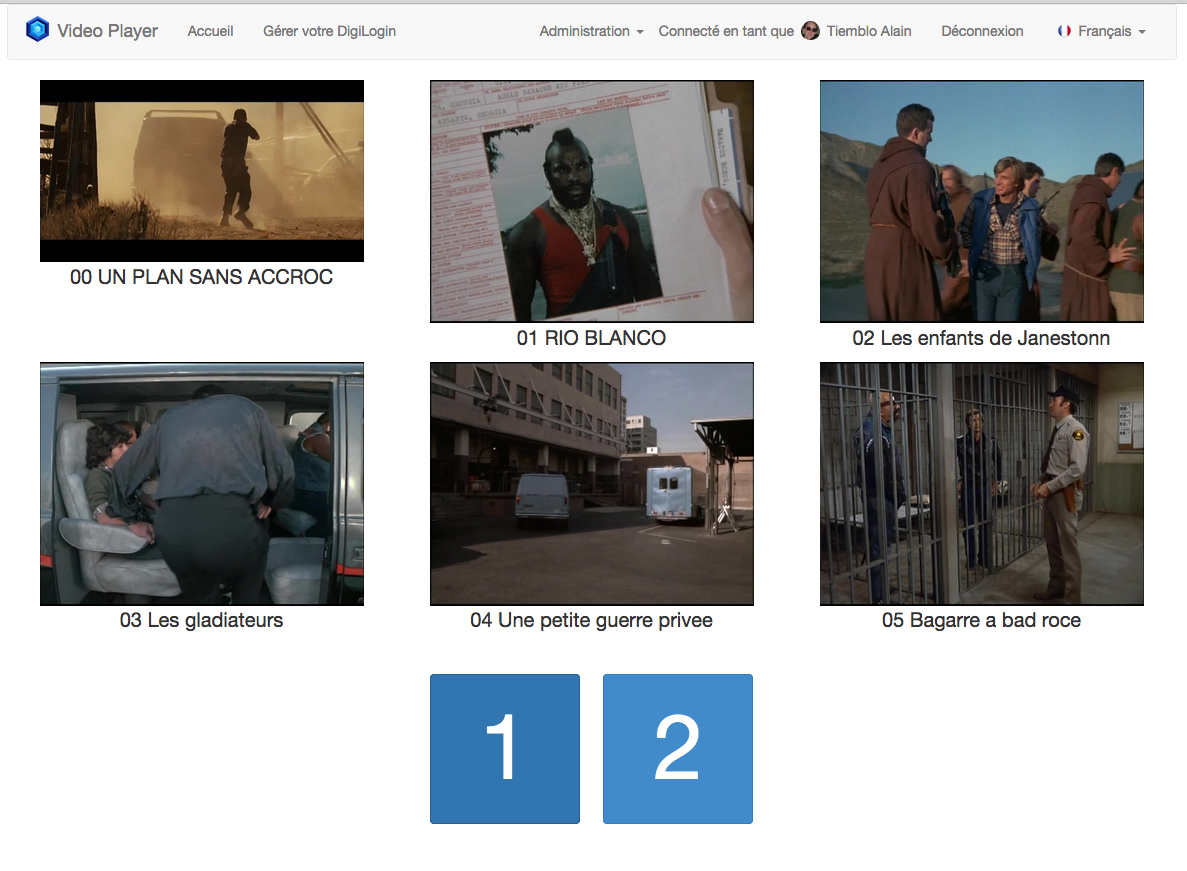 Video Player Accueil Gérer votre DigiLogin Administration Connecté en tant que Tiemblo Alain Déconnexion Français
ATLANTA, GEORGIA
00 UN PLAN SANS ACCROC
01 RIO BLANCO
02 Les enfants de Janestonn
03 Les gladiateurs
04 Une petite guerre privee
05 Bagarre a bad roce
1 2